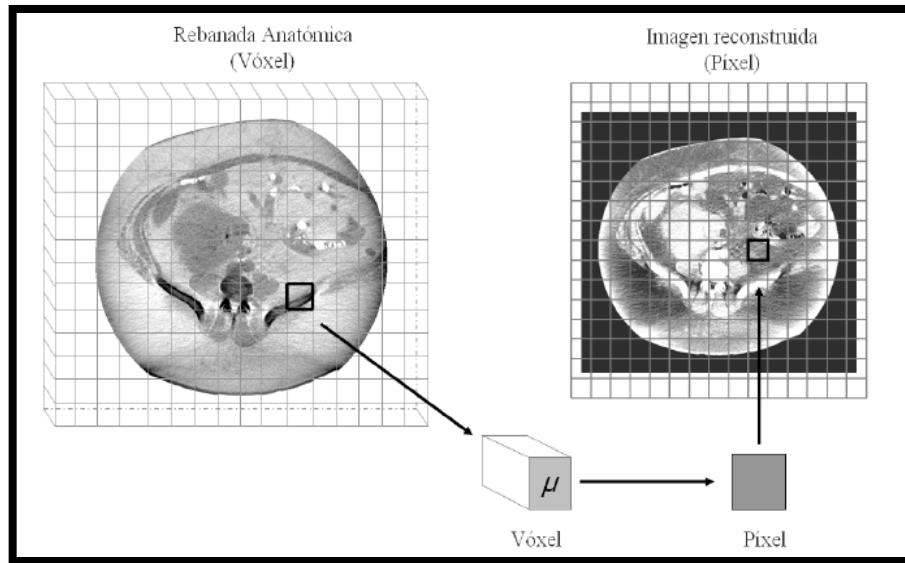 Rebanada Anatómica
(Vóxel)
Imagen reconstruida
(Píxel)
μ
Vóxel
Píxel